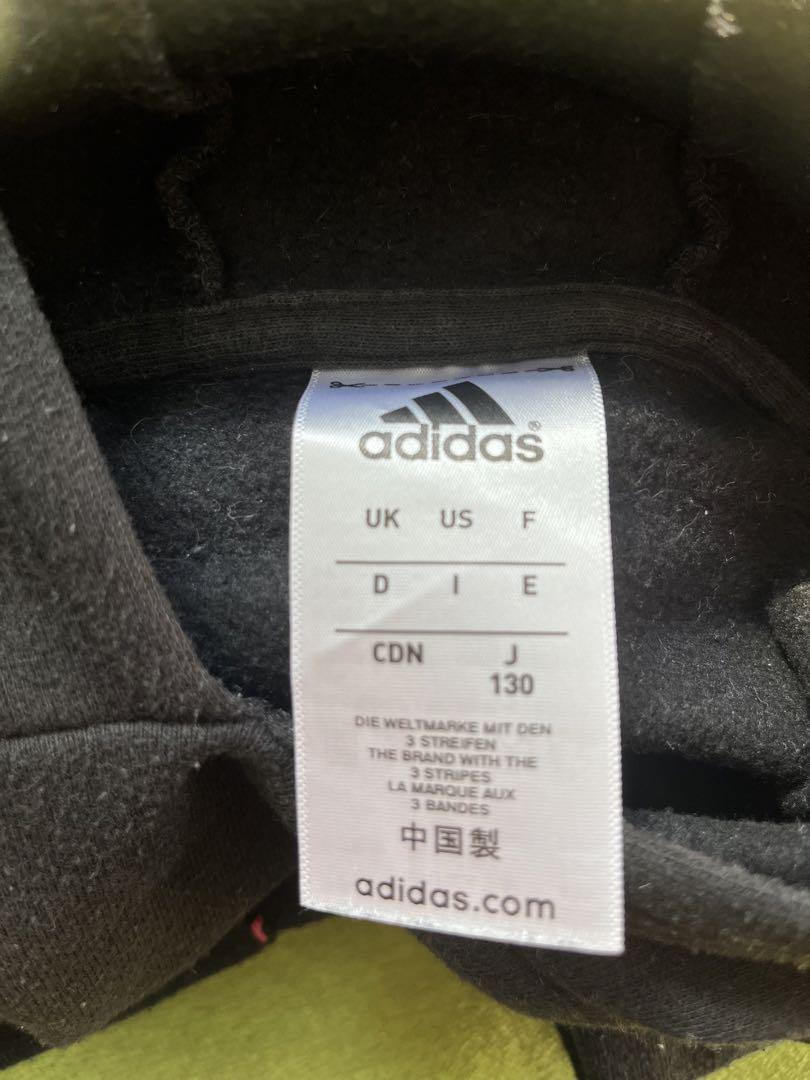 adidas®
UK US F
D I E
CDN J
130
DIE WELTMARKE MIT DEN
3 STREIFEN
THE BRAND WITH THE
3 STRIPES
LA MARQUE AUX
3 BANDES
中国製
adidas.com